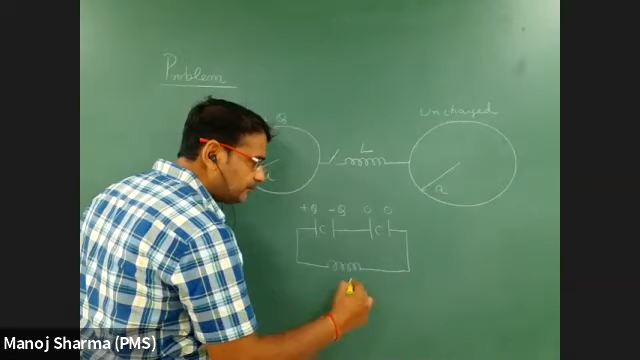 Problem
Q
uncharged
L
a
a
+Q -Q 0 0
C C
Manoj Sharma (PMS)